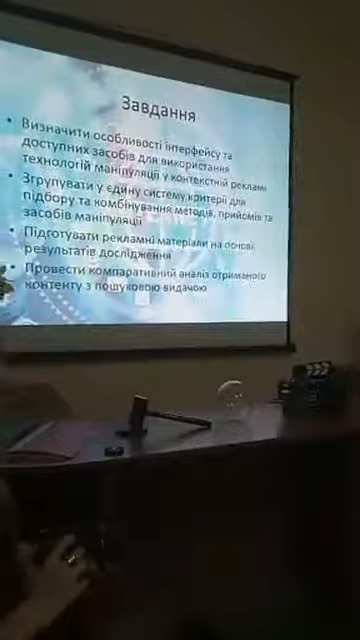 Завдання
• Визначити особливості інтерфейсу та
доступних засобів для використання
технологій маніпуляції у контекстній рекламі
• Згрупувати у єдину систему критерії для
підбору та комбінування методів, прийомів та
засобів маніпуляції
• Підготувати рекламні матеріали на основі
результатів дослідження
• Провести компаративний аналіз отриманого
контенту з пошуковою видачою